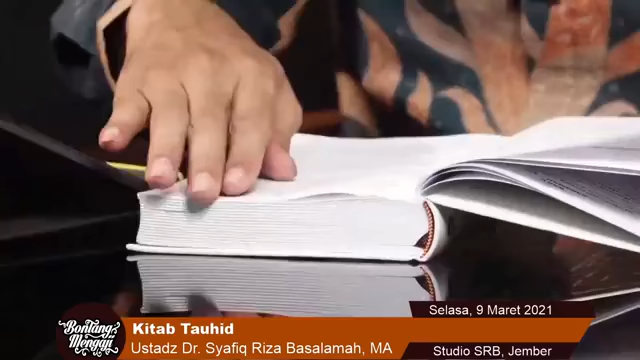 Selasa, 9 Maret 2021
Bontang
Mengaji
Kitab Tauhid
Ustadz Dr. Syafiq Riza Basalamah, MA
Studio SRB, Jember